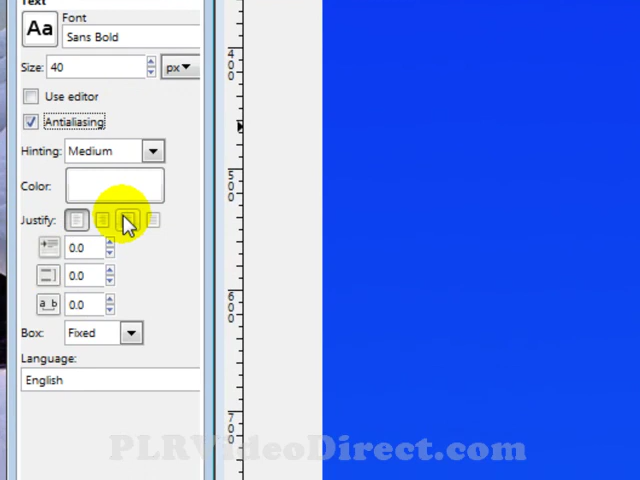 Text
Font
Aa
Sans Bold
Size: 40 px
Use editor
Antialiasing
Hinting: Medium
Color:
Justify:
0.0
0.0
a b 0.0
Box: Fixed
Language:
English
400
500
600
700
PLRVideoDirect.com